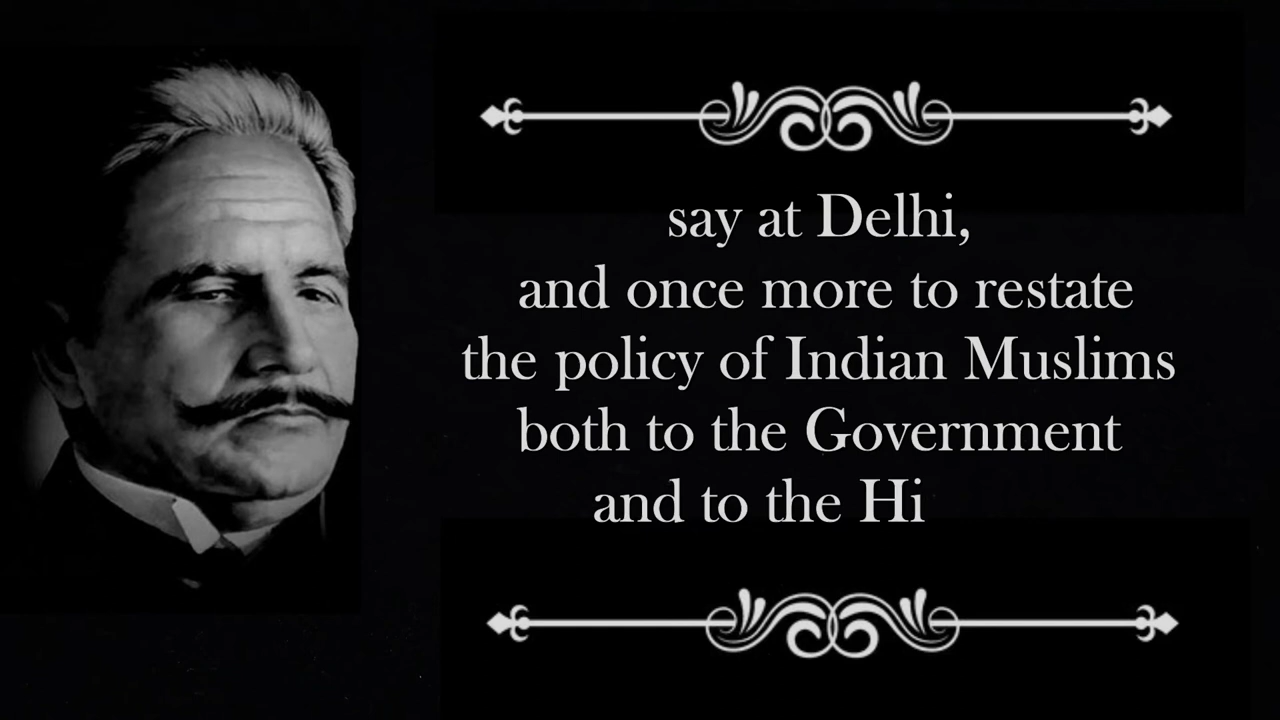 say at Delhi,
and once more to restate
the policy of Indian Muslims
both to the Government
and to the Hi